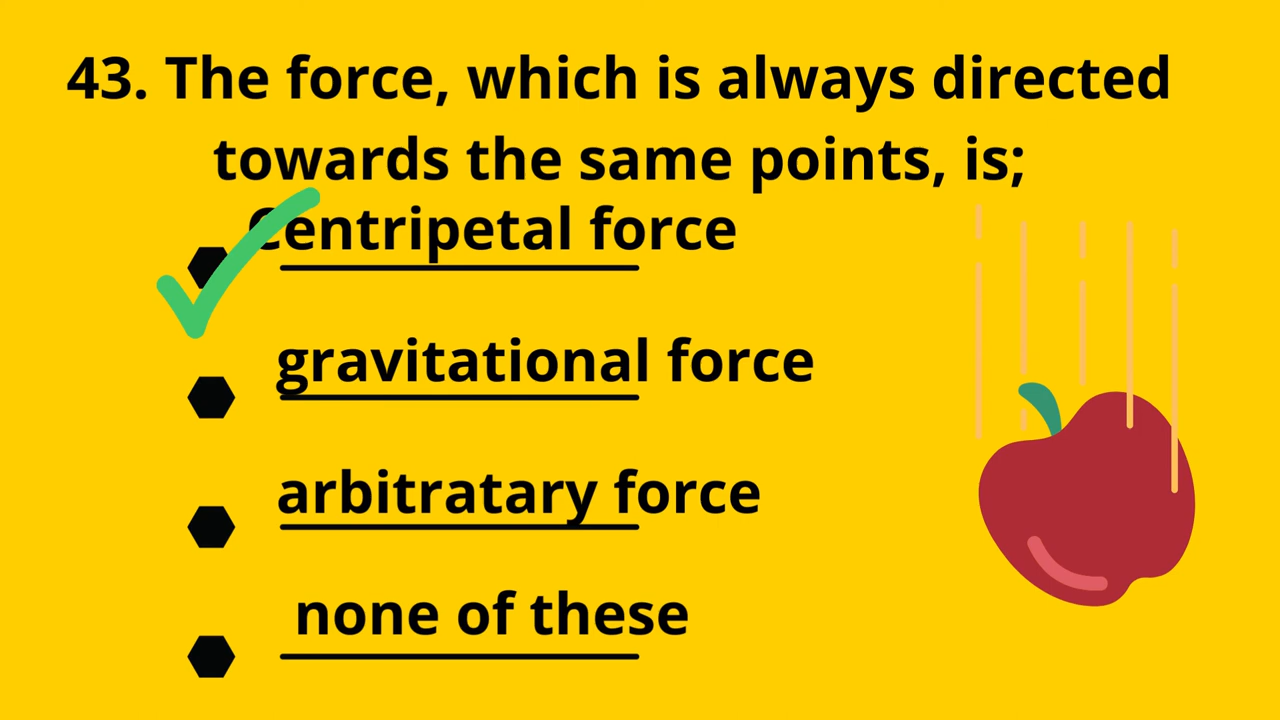 43. The force, which is always directed
towards the same points, is;
Centripetal force
gravitational force
arbitratary force
none of these